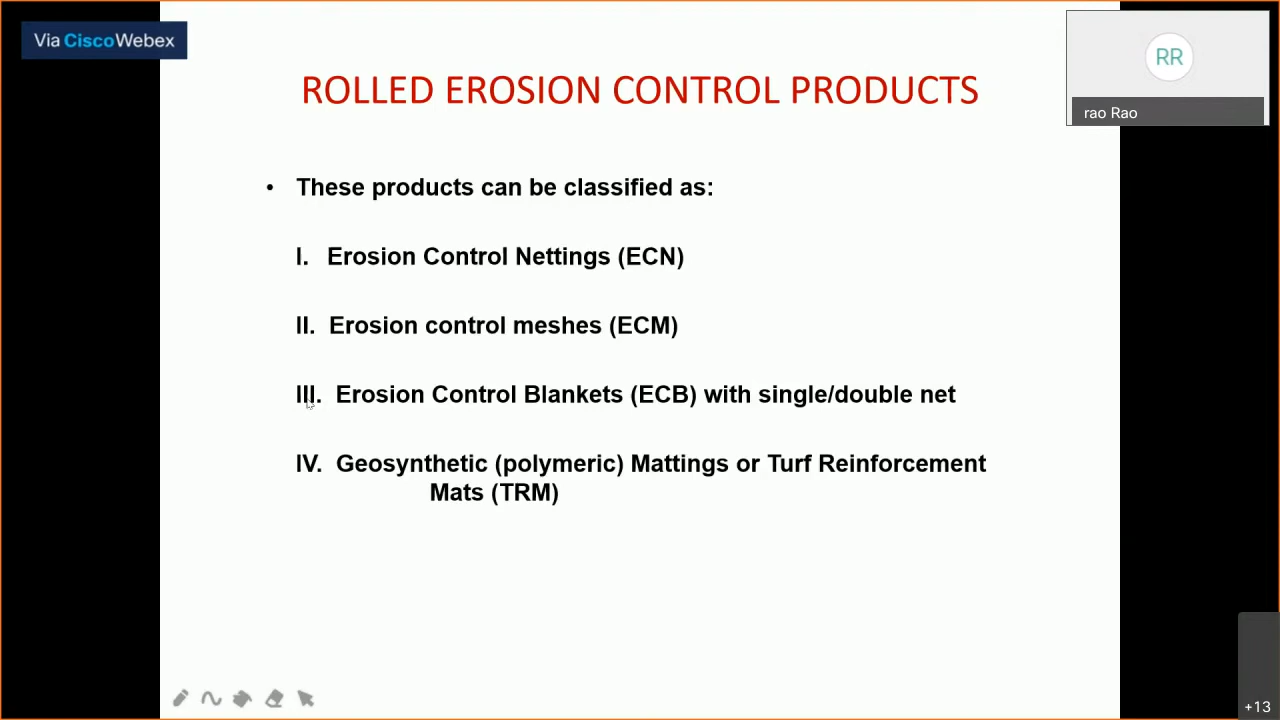 Via CiscoWebex
RR
rao Rao
ROLLED EROSION CONTROL PRODUCTS
• These products can be classified as:
I. Erosion Control Nettings (ECN)
II. Erosion control meshes (ECM)
III. Erosion Control Blankets (ECB) with single/double net
IV. Geosynthetic (polymeric) Mattings or Turf Reinforcement
Mats (TRM)
+13